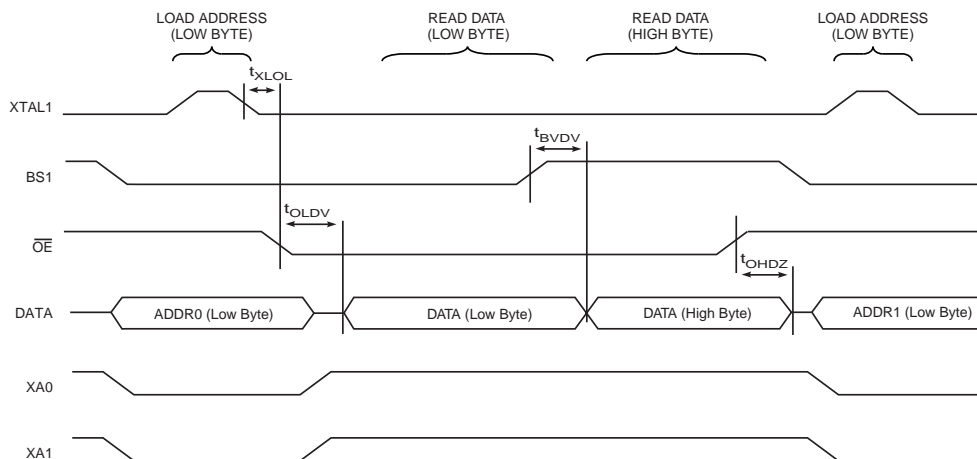 LOAD ADDRESS
(LOW BYTE)
READ DATA
(LOW BYTE)
READ DATA
(HIGH BYTE)
LOAD ADDRESS
(LOW BYTE)
tXLOL
XTAL1
tBVDV
BS1
tOLDV
OE
tOHDZ
DATA
ADDR0 (Low Byte)
DATA (Low Byte)
DATA (High Byte)
ADDR1 (Low Byte)
XA0
XA1